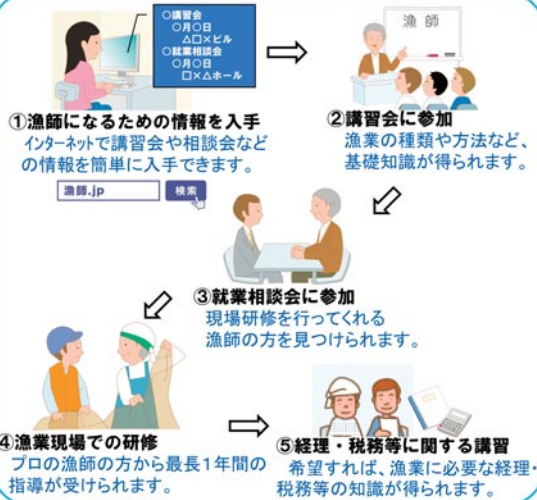 ○講習会
○月○日
△□×ビル
○就業相談会
○月○日
□×△ホール
漁師
①漁師になるための情報を入手
インターネットで講習会や相談会など
の情報を簡単に入手できます。
漁師.jp
検索
②講習会に参加
漁業の種類や方法など、
基礎知識が得られます。
③就業相談会に参加
現場研修を行ってくれる
漁師の方を見つけられます。
④漁業現場での研修
プロの漁師の方から最長1年間の
指導が受けられます。
⑤経理・税務等に関する講習
希望すれば、漁業に必要な経理・
税務等の知識が得られます。